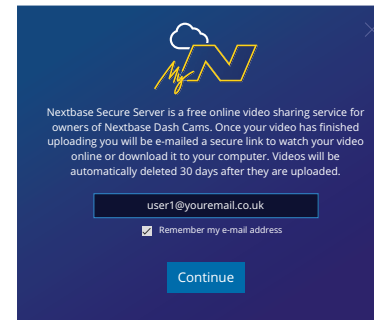 My N
Nextbase Secure Server is a free online video sharing service for
owners of Nextbase Dash Cams. Once your video has finished
uploading you will be e-mailed a secure link to watch your video
online or download it to your computer. Videos will be
automatically deleted 30 days after they are uploaded.
user1@youremail.co.uk
Remember my e-mail address
Continue